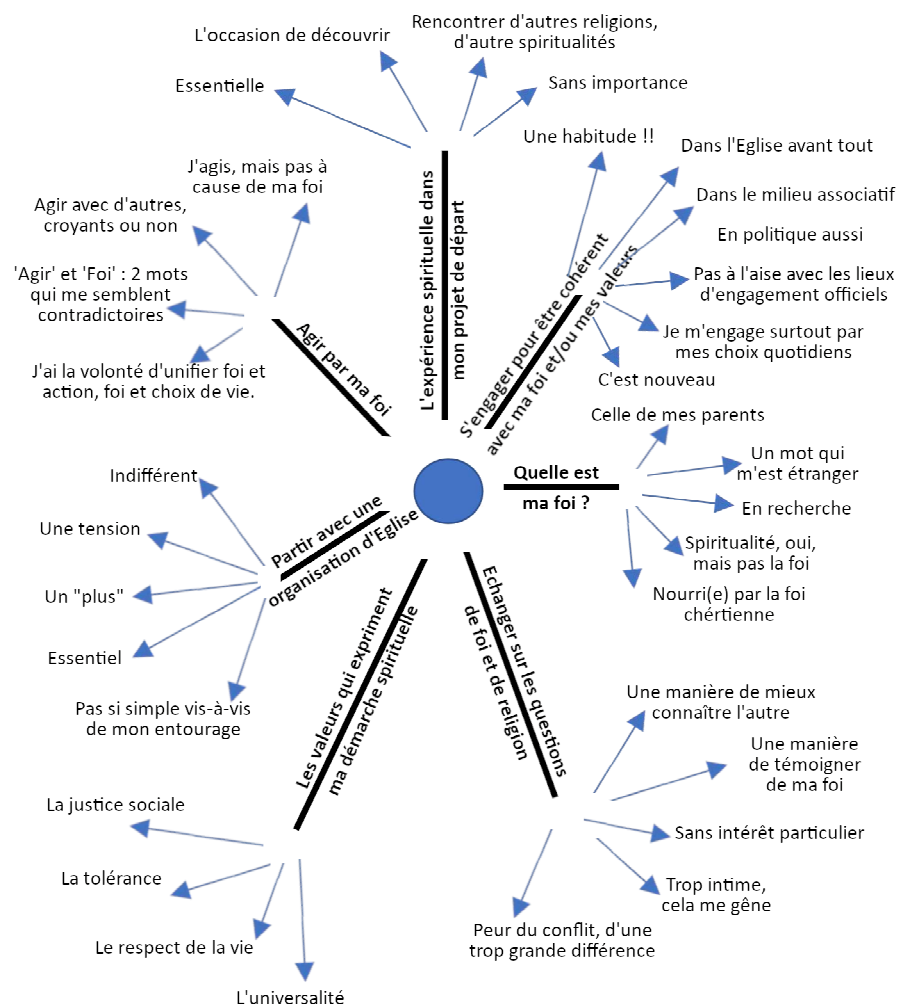 L'occasion de découvrir
Rencontrer d'autres religions,
d'autre spiritualités
Essentielle
Sans importance
L'expérience spirituelle dans
mon projet de départ
Une habitude !!
Dans l'Eglise avant tout
Dans le milieu associatif
En politique aussi
Pas à l'aise avec les lieux
d'engagement officiels
Je m'engage surtout par
mes choix quotidiens
C'est nouveau
S'engager pour être cohérent
avec ma foi et/ou mes valeurs
J'agis, mais pas à
cause de ma foi
Agir avec d'autres,
croyants ou non
'Agir' et 'Foi' : 2 mots
qui me semblent
contradictoires
J'ai la volonté d'unifier foi et
action, foi et choix de vie.
Agir par ma foi
Quelle est
ma foi ?
Celle de mes parents
Un mot qui
m'est étranger
En recherche
Spiritualité, oui,
mais pas la foi
Nourri(e) par la foi
chértienne
Indifférent
Une tension
Un "plus"
Essentiel
Pas si simple vis-à-vis
de mon entourage
Partir avec une
organisation d'Eglise
Les valeurs qui expriment
ma démarche spirituelle
La justice sociale
La tolérance
Le respect de la vie
L'universalité
Echanger sur les questions
de foi et de religion
Une manière de mieux
connaître l'autre
Une manière
de témoigner
de ma foi
Sans intérêt particulier
Trop intime,
cela me gêne
Peur du conflit, d'une
trop grande différence